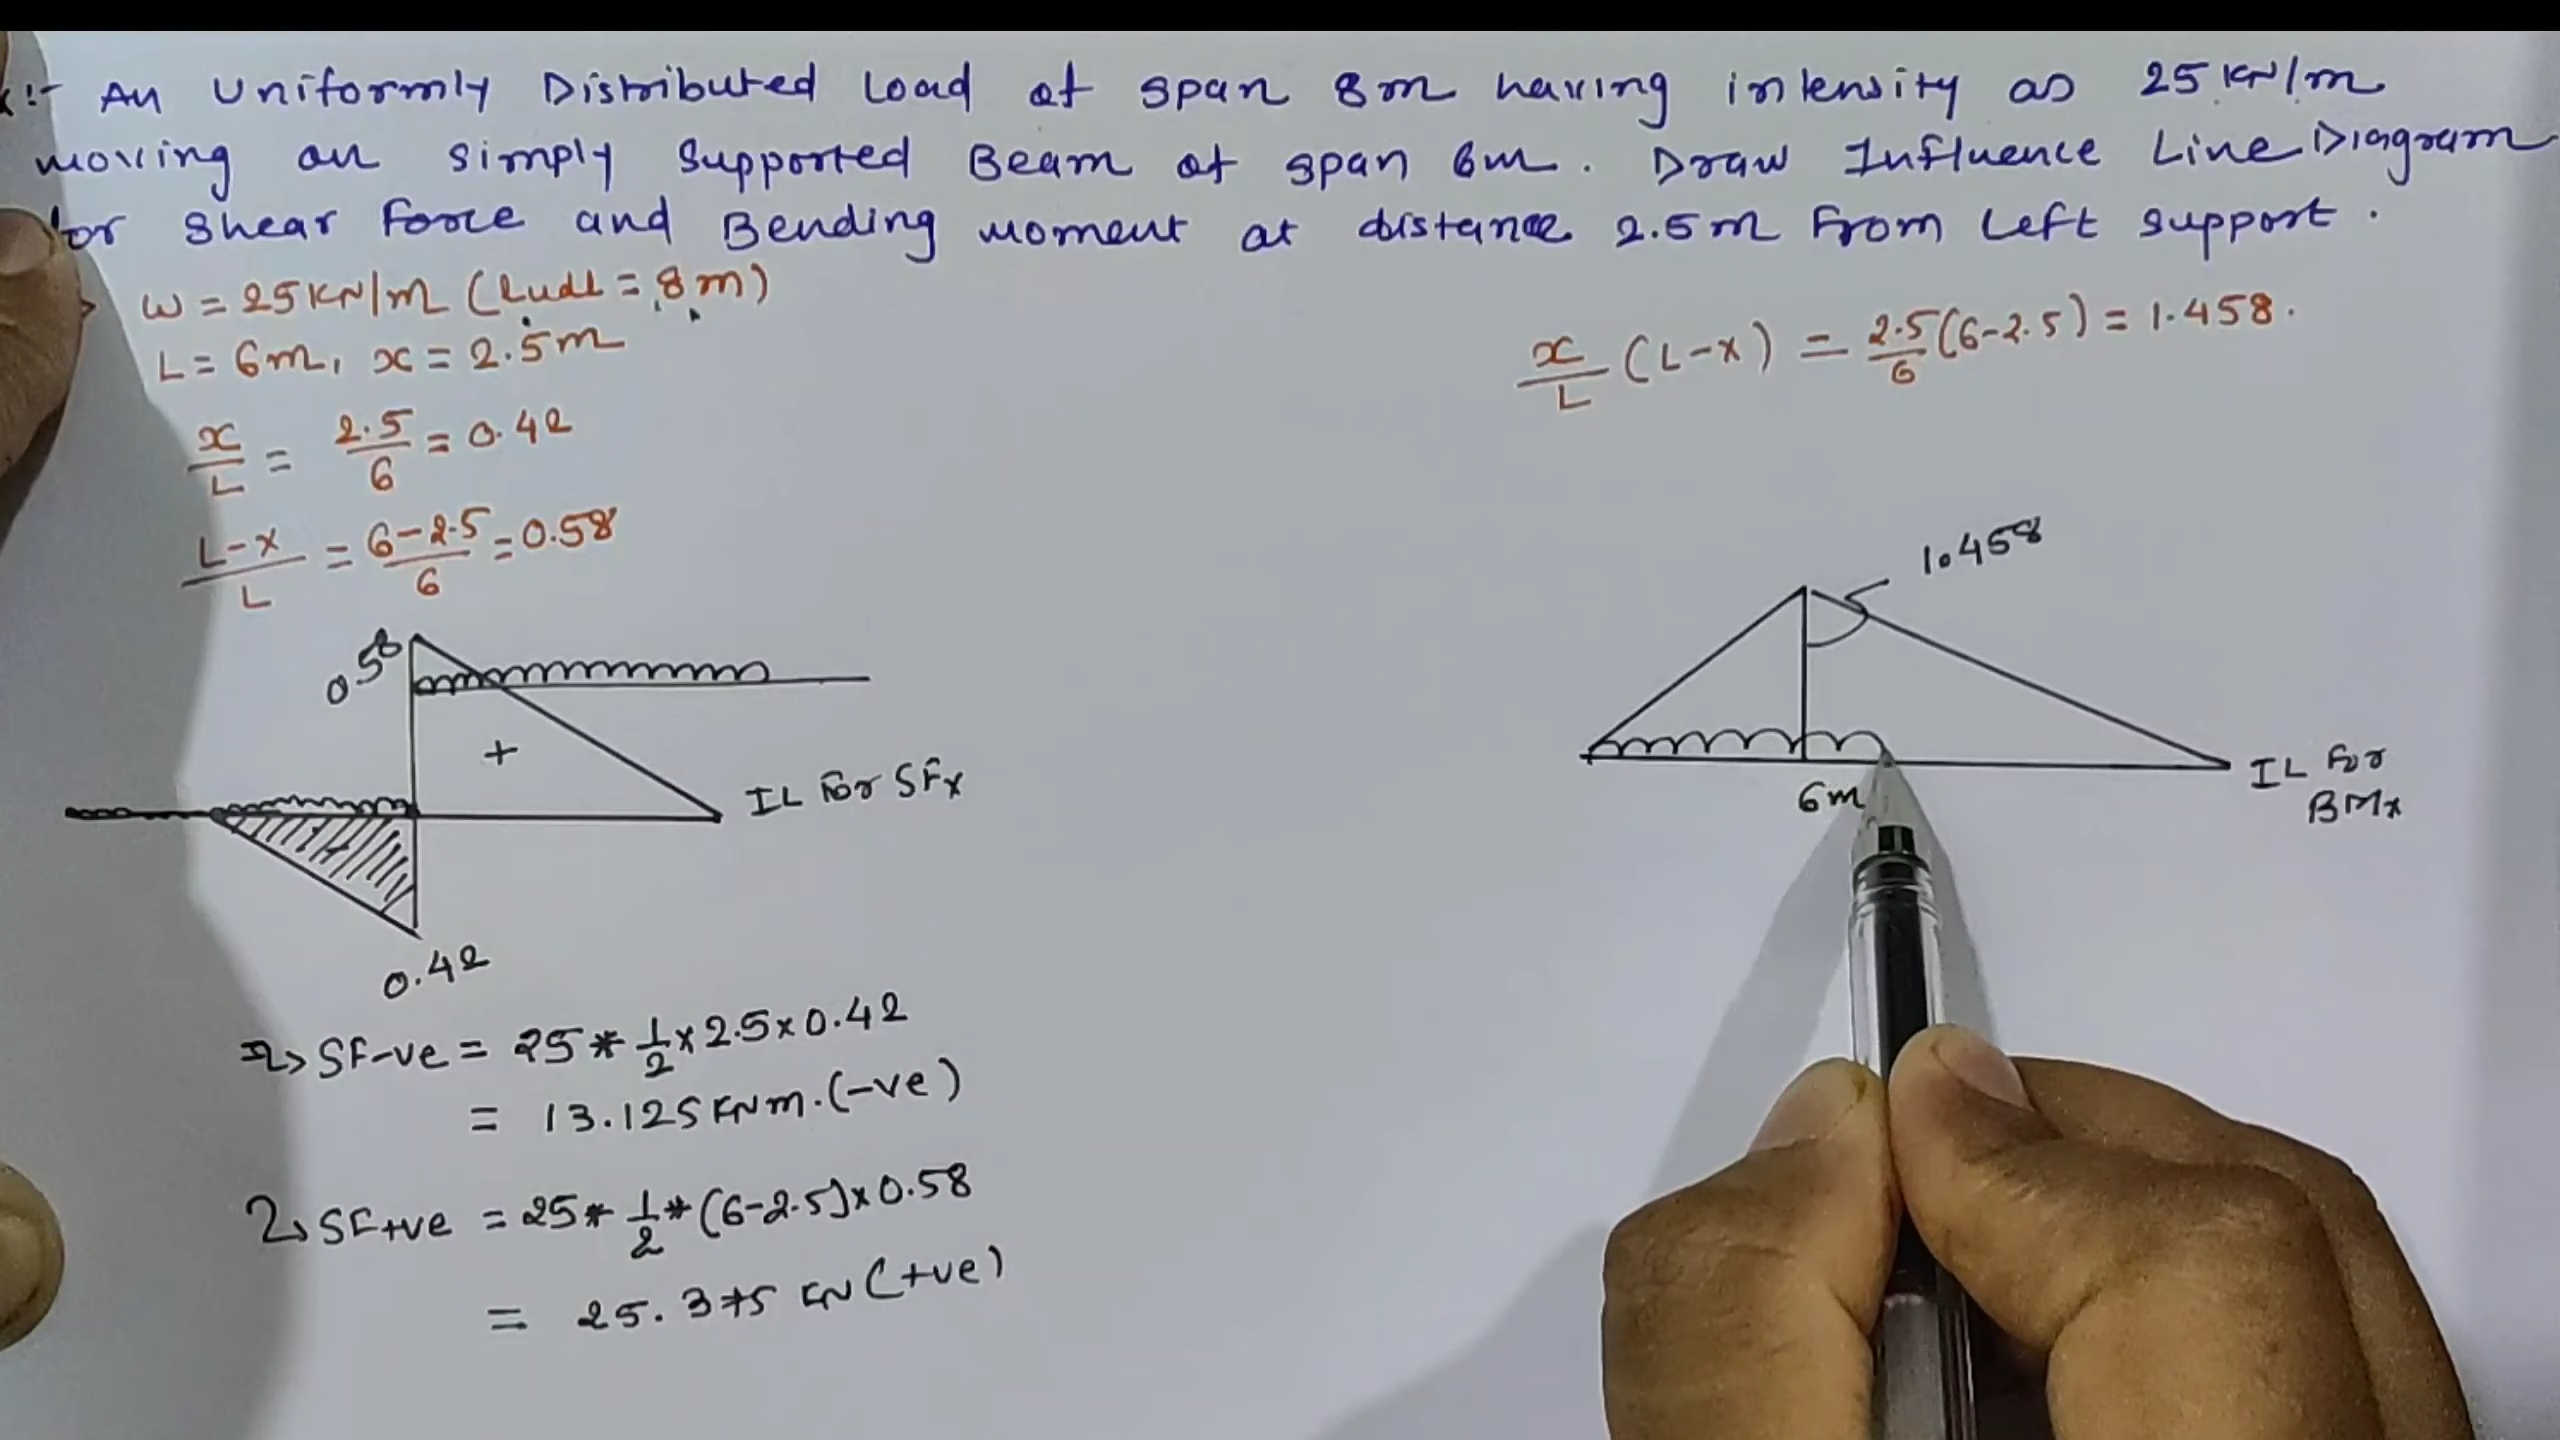 :- An Uniformly Distributed Load of span 8m having intensity as 25 KN/m
moving on simply supported Beam of span 6m. Draw Influence Line Diagram
for Shear Force and Bending moment at distance 2.5m From Left support.
W = 25KN/m (Ludl = 8m)
L = 6m, x = 2.5m
x/L = 2.5/6 = 0.42
L-x/L = 6-2.5/6 = 0.58
0.58
+
IL For SFx
0.42
SF-ve = 25 * 1/2 x 2.5 x 0.42
= 13.125 KNm. (-ve)
2) SF+ve = 25 * 1/2 * (6-2.5) x 0.58
= 25.375 KN (+ve)
x/L (L-x) = 2.5/6 (6-2.5) = 1.458.
1.458
6m
IL For
BMx